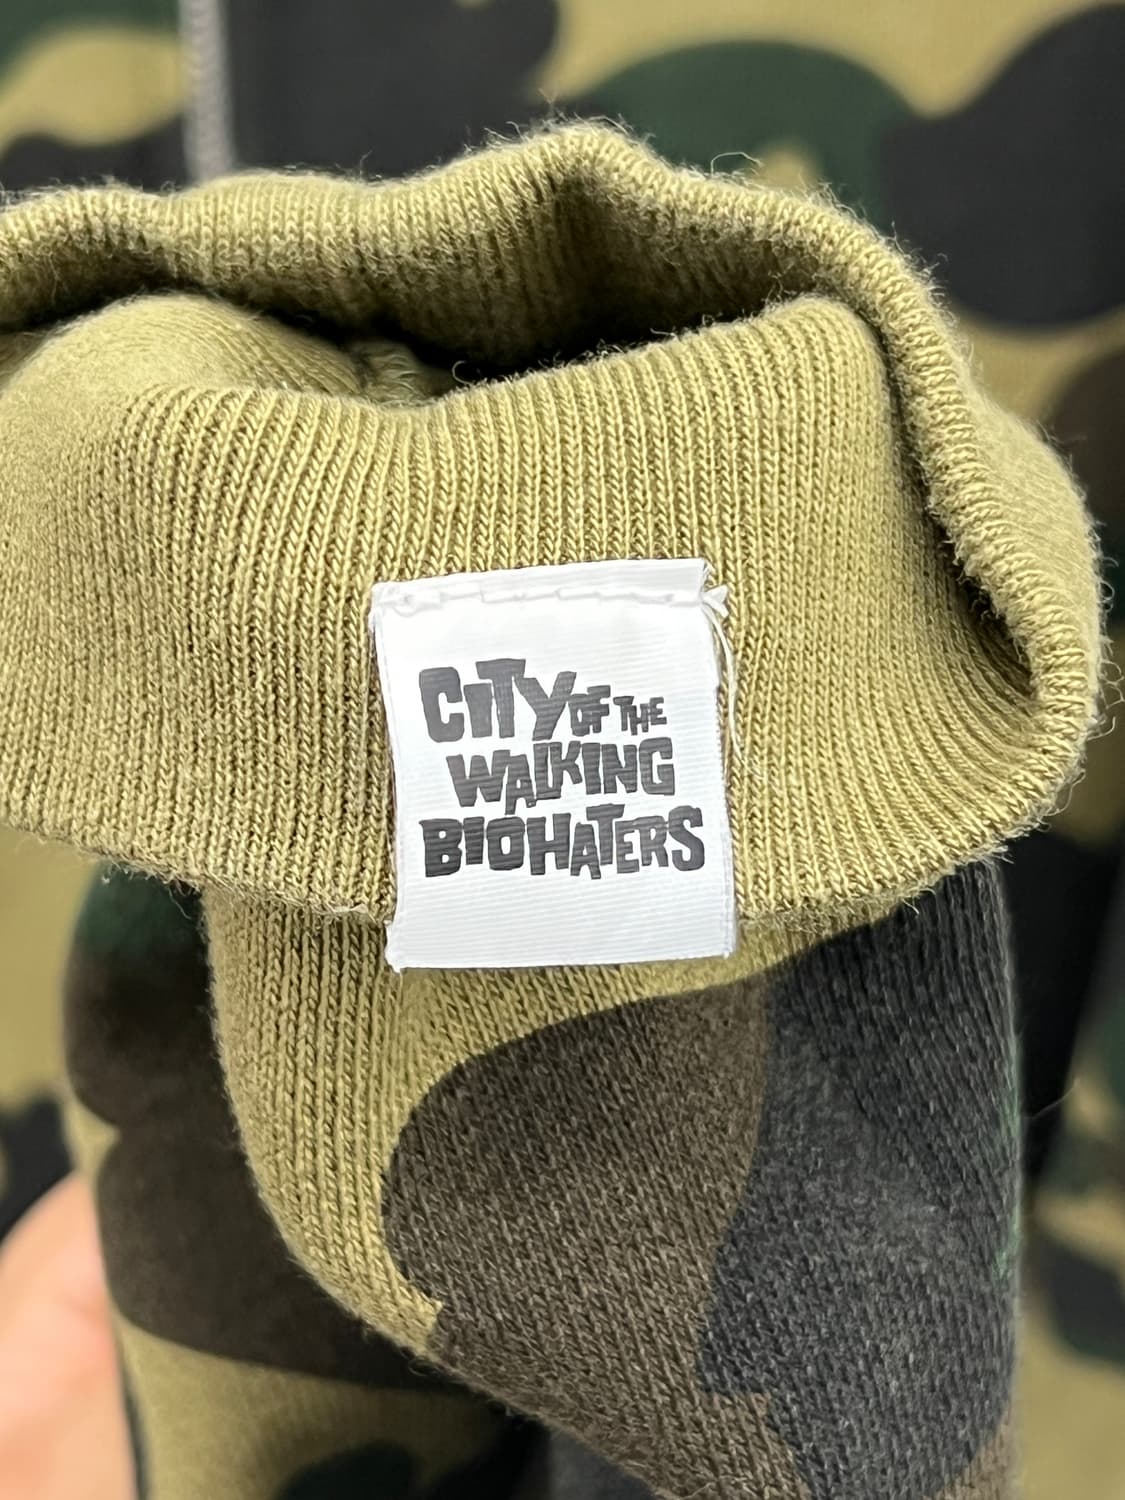 CITY OF THE
WALKING
BIOHATERS